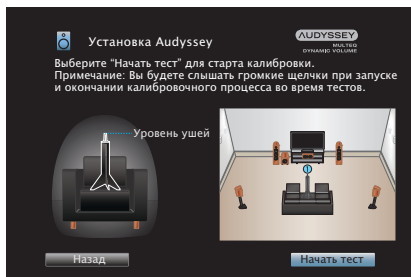 Установка Audyssey
AUDYSSEY
MULTEQ
DYNAMIC VOLUME
Выберите “Начать тест” для старта калибровки.
Примечание: Вы будете слышать громкие щелчки при запуске
и окончании калибровочного процесса во время тестов.
Уровень ушей
Назад
Начать тест